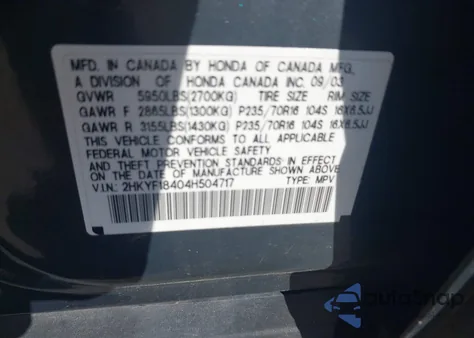 MFD. IN CANADA BY HONDA OF CANADA MFG.,
A DIVISION OF HONDA CANADA INC. 09/03
GVWR 5950LBS(2700KG) TIRE SIZE RIM SIZE
GAWR F 2865LBS(1300KG) P235/70R16 104S 16X6.5JJ
GAWR R 3155LBS(1430KG) P235/70R16 104S 16X6.5JJ
THIS VEHICLE CONFORMS TO ALL APPLICABLE
FEDERAL MOTOR VEHICLE SAFETY, BUMPER,
AND THEFT PREVENTION STANDARDS IN EFFECT
ON THE DATE OF MANUFACTURE SHOWN ABOVE
V.I.N.: 2HKYF18404H504717 TYPE: MPV
autosnap